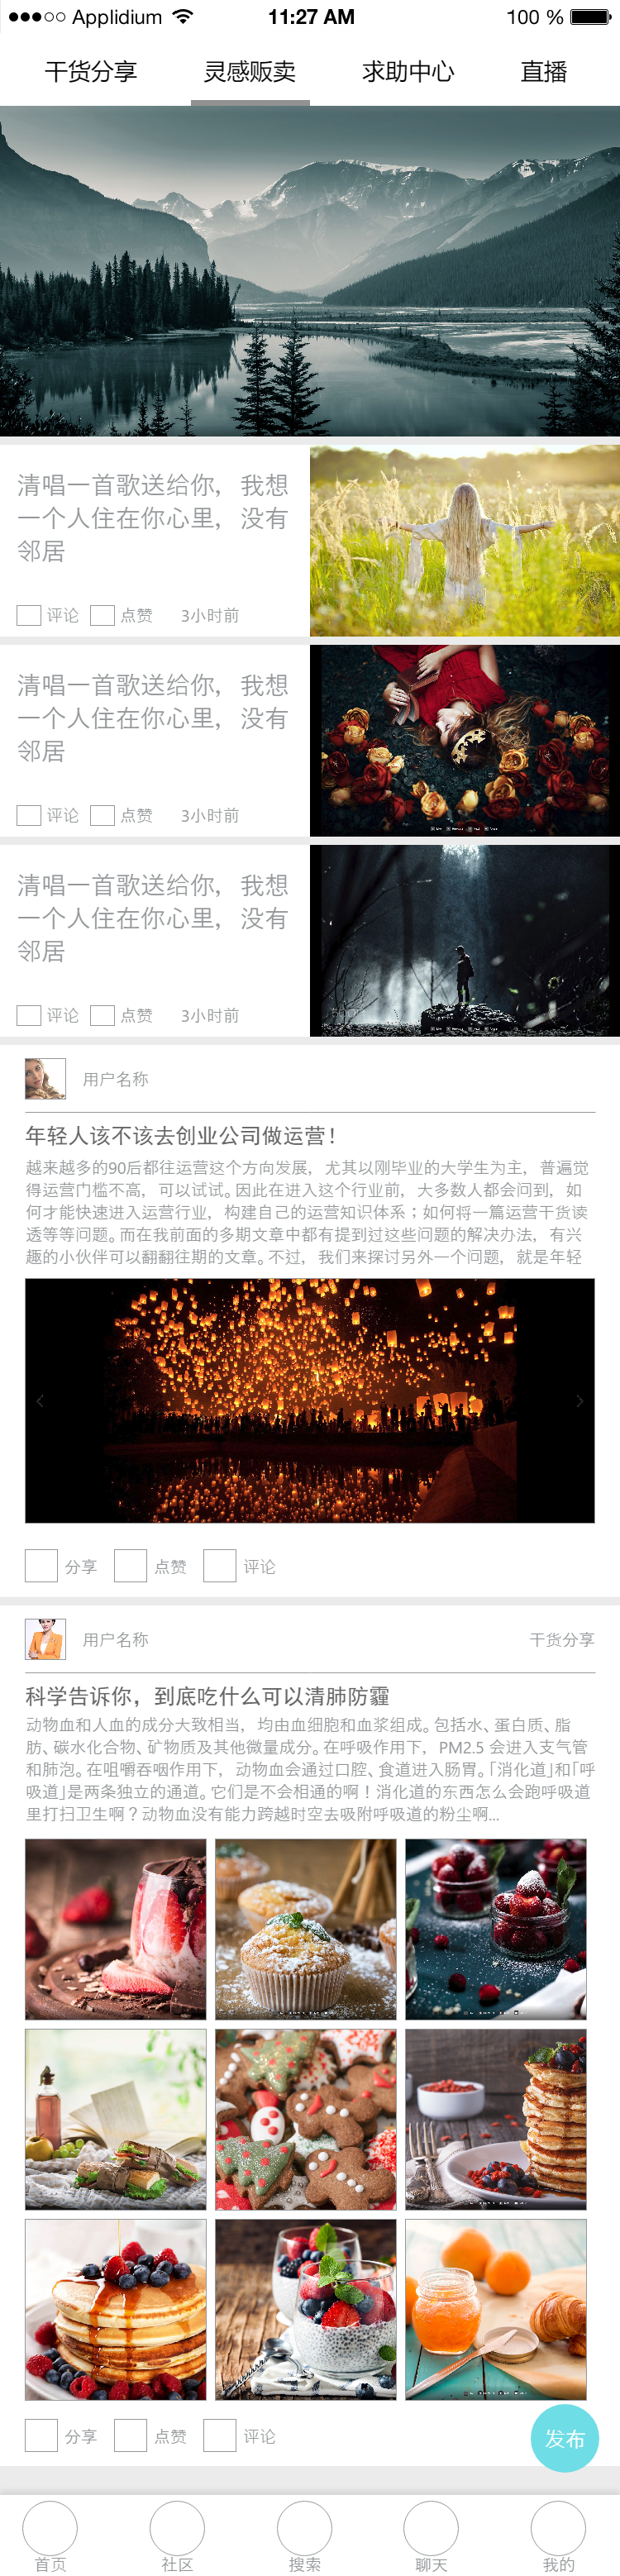 Applidium 11:27 AM 100 %
干货分享 灵感贩卖 求助中心 直播
清唱一首歌送给你，我想
一个人住在你心里，没有
邻居
评论 点赞 3小时前
清唱一首歌送给你，我想
一个人住在你心里，没有
邻居
评论 点赞 3小时前
清唱一首歌送给你，我想
一个人住在你心里，没有
邻居
评论 点赞 3小时前
用户名称
年轻人该不该去创业公司做运营！
越来越多的90后都往运营这个方向发展，尤其以刚毕业的大学生为主，普遍觉
得运营门槛不高，可以试试。因此在进入这个行业前，大多数人都会问到，如
何才能快速进入运营行业，构建自己的运营知识体系；如何将一篇运营干货读
透等等问题。而在我前面的多期文章中都有提到过这些问题的解决办法，有兴
趣的小伙伴可以翻翻往期的文章。不过，我们来探讨另外一个问题，就是年轻
分享 点赞 评论
用户名称 干货分享
科学告诉你，到底吃什么可以清肺防霾
动物血和人血的成分大致相当，均由血细胞和血浆组成。包括水、蛋白质、脂
肪、碳水化合物、矿物质及其他微量成分。在呼吸作用下，PM2.5 会进入支气管
和肺泡。在咀嚼吞咽作用下，动物血会通过口腔、食道进入肠胃。「消化道」和「呼
吸道」是两条独立的通道。它们是不会相通的啊！消化道的东西怎么会跑呼吸道
里打扫卫生啊？动物血没有能力跨越时空去吸附呼吸道的粉尘啊...
分享 点赞 评论
发布
首页 社区 搜索 聊天 我的